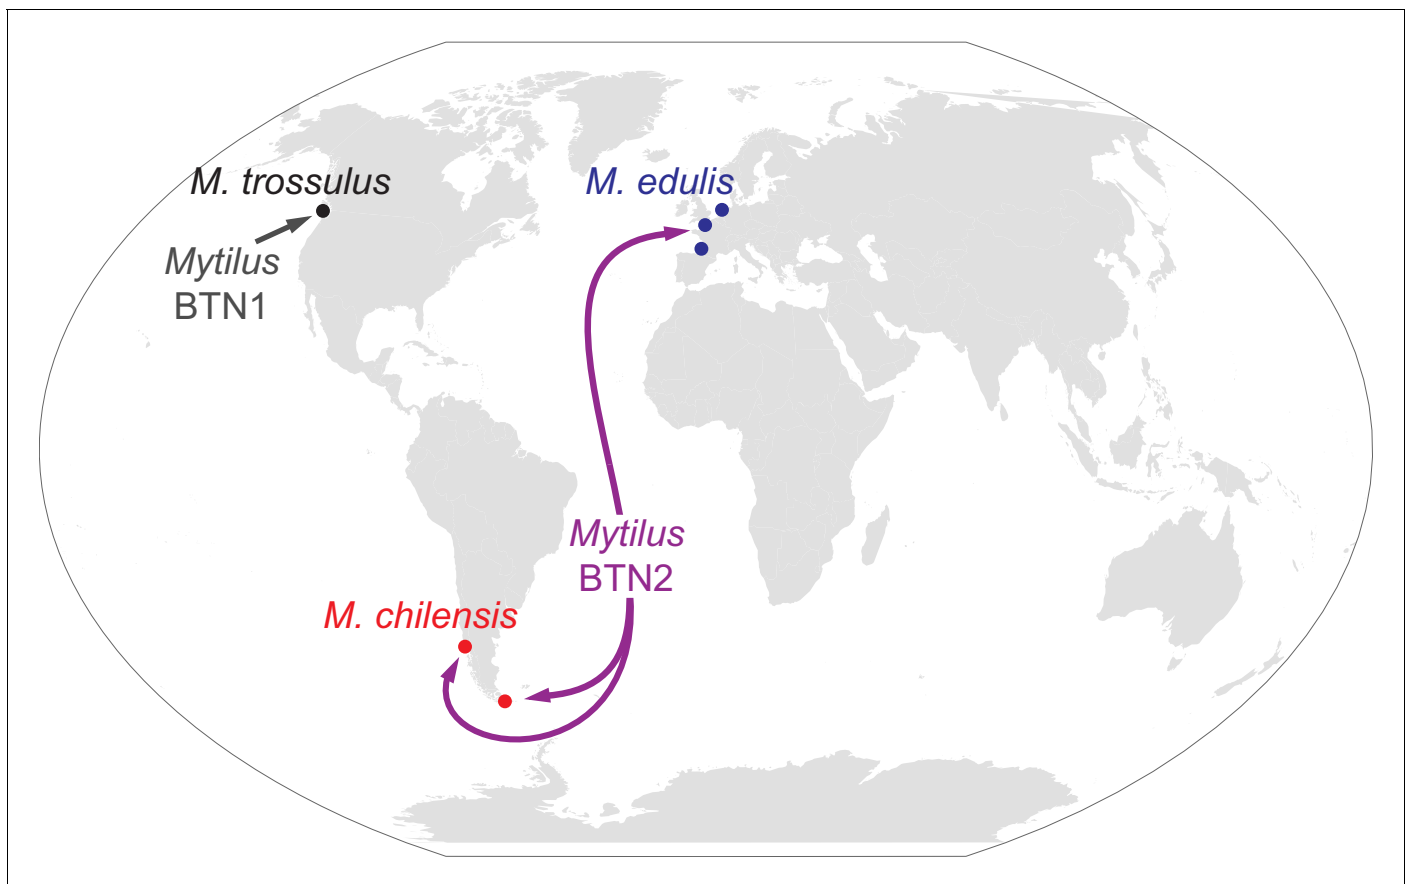 M. trossulus
M. edulis
Mytilus
BTN1
Mytilus
BTN2
M. chilensis